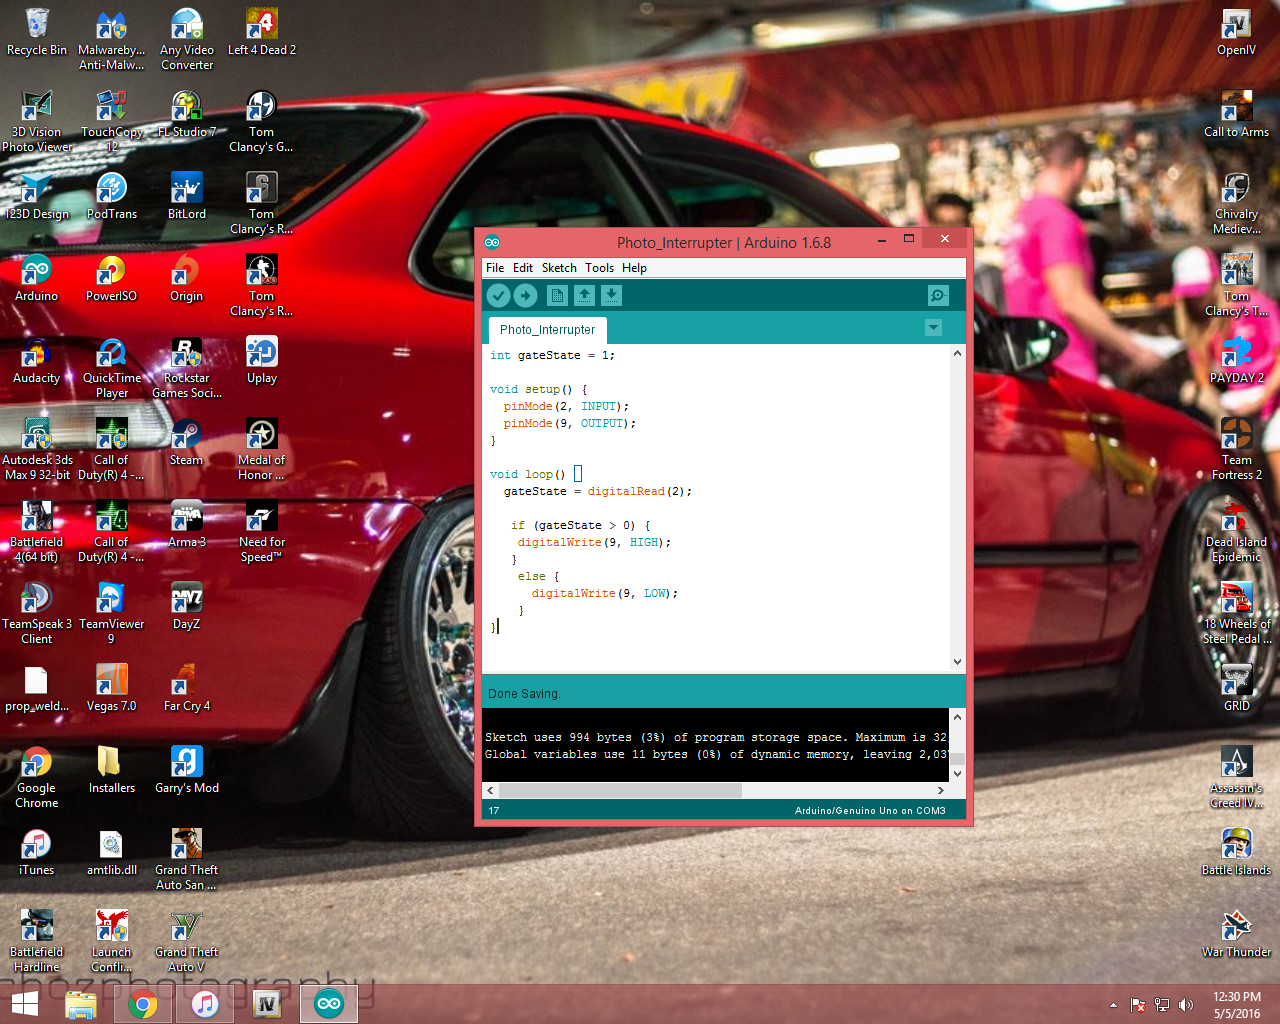 Recycle Bin
Malwareby...
Anti-Malw...
Any Video
Converter
Left 4 Dead 2
3D Vision
Photo Viewer
TouchCopy
12
FL Studio 7
Tom
Clancy's G...
123D Design
PodTrans
BitLord
Tom
Clancy's R...
Arduino
PowerISO
Origin
Tom
Clancy's R...
Audacity
QuickTime
Player
Rockstar
Games Soci...
Uplay
Autodesk 3ds
Max 9 32-bit
Call of
Duty(R) 4 -...
Steam
Medal of
Honor ...
Battlefield
4(64 bit)
Call of
Duty(R) 4 -...
Arma 3
Need for
Speed™
TeamSpeak 3
Client
TeamViewer
9
DayZ
prop_weld...
Vegas 7.0
Far Cry 4
Google
Chrome
Installers
Garry's Mod
iTunes
amtlib.dll
Grand Theft
Auto San ...
Battlefield
Hardline
Launch
Confli...
Grand Theft
Auto V
Photo_Interrupter | Arduino 1.6.8
File Edit Sketch Tools Help
Photo_Interrupter
int gateState = 1;
void setup() {
pinMode(2, INPUT);
pinMode(9, OUTPUT);
}
void loop() {
gateState = digitalRead(2);
if (gateState > 0) {
digitalWrite(9, HIGH);
}
else {
digitalWrite(9, LOW);
}
}
Done Saving.
Sketch uses 994 bytes (3%) of program storage space. Maximum is 32
Global variables use 11 bytes (0%) of dynamic memory, leaving 2,037
17
Arduino/Genuino Uno on COM3
OpenIV
Call to Arms
Chivalry
Mediev...
Tom
Clancy's T...
PAYDAY 2
Team
Fortress 2
Dead Island
Epidemic
18 Wheels of
Steel Pedal ...
GRID
Assassin's
Creed IV...
Battle Islands
War Thunder
12:30 PM
5/5/2016